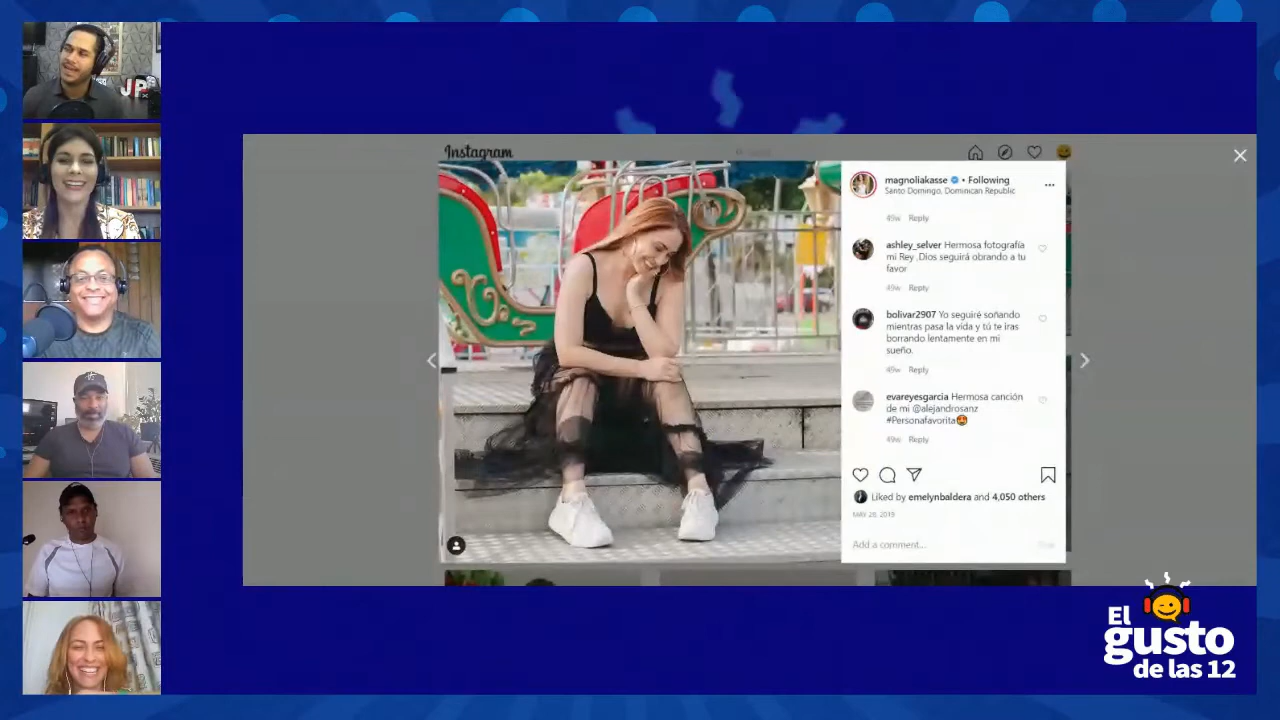 JP
Instagram
magnoliakasse • Following
Santo Domingo, Dominican Republic
49w Reply
ashley_selver Hermosa fotografía
mi Rey ,Dios seguirá obrando a tu
favor
49w Reply
bolivar2907 Yo seguiré soñando
mientras pasa la vida y tú te iras
borrando lentamente en mi
sueño.
49w Reply
evareyesgarcia Hermosa canción
de mi @alejandrosanz
#Personafavorita🤩
49w Reply
Liked by emelynbaldera and 4,050 others
MAY 28, 2019
Add a comment...
El
gusto
de las 12